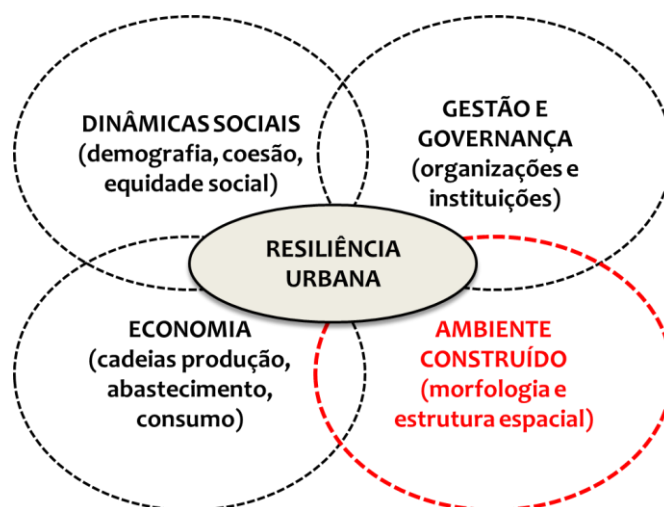 DINÂMICAS SOCIAIS
(demografia, coesão,
equidade social)
GESTÃO E
GOVERNANÇA
(organizações e
instituições)
RESILIÊNCIA
URBANA
ECONOMIA
(cadeias produção,
abastecimento,
consumo)
AMBIENTE
CONSTRUÍDO
(morfologia e
estrutura espacial)